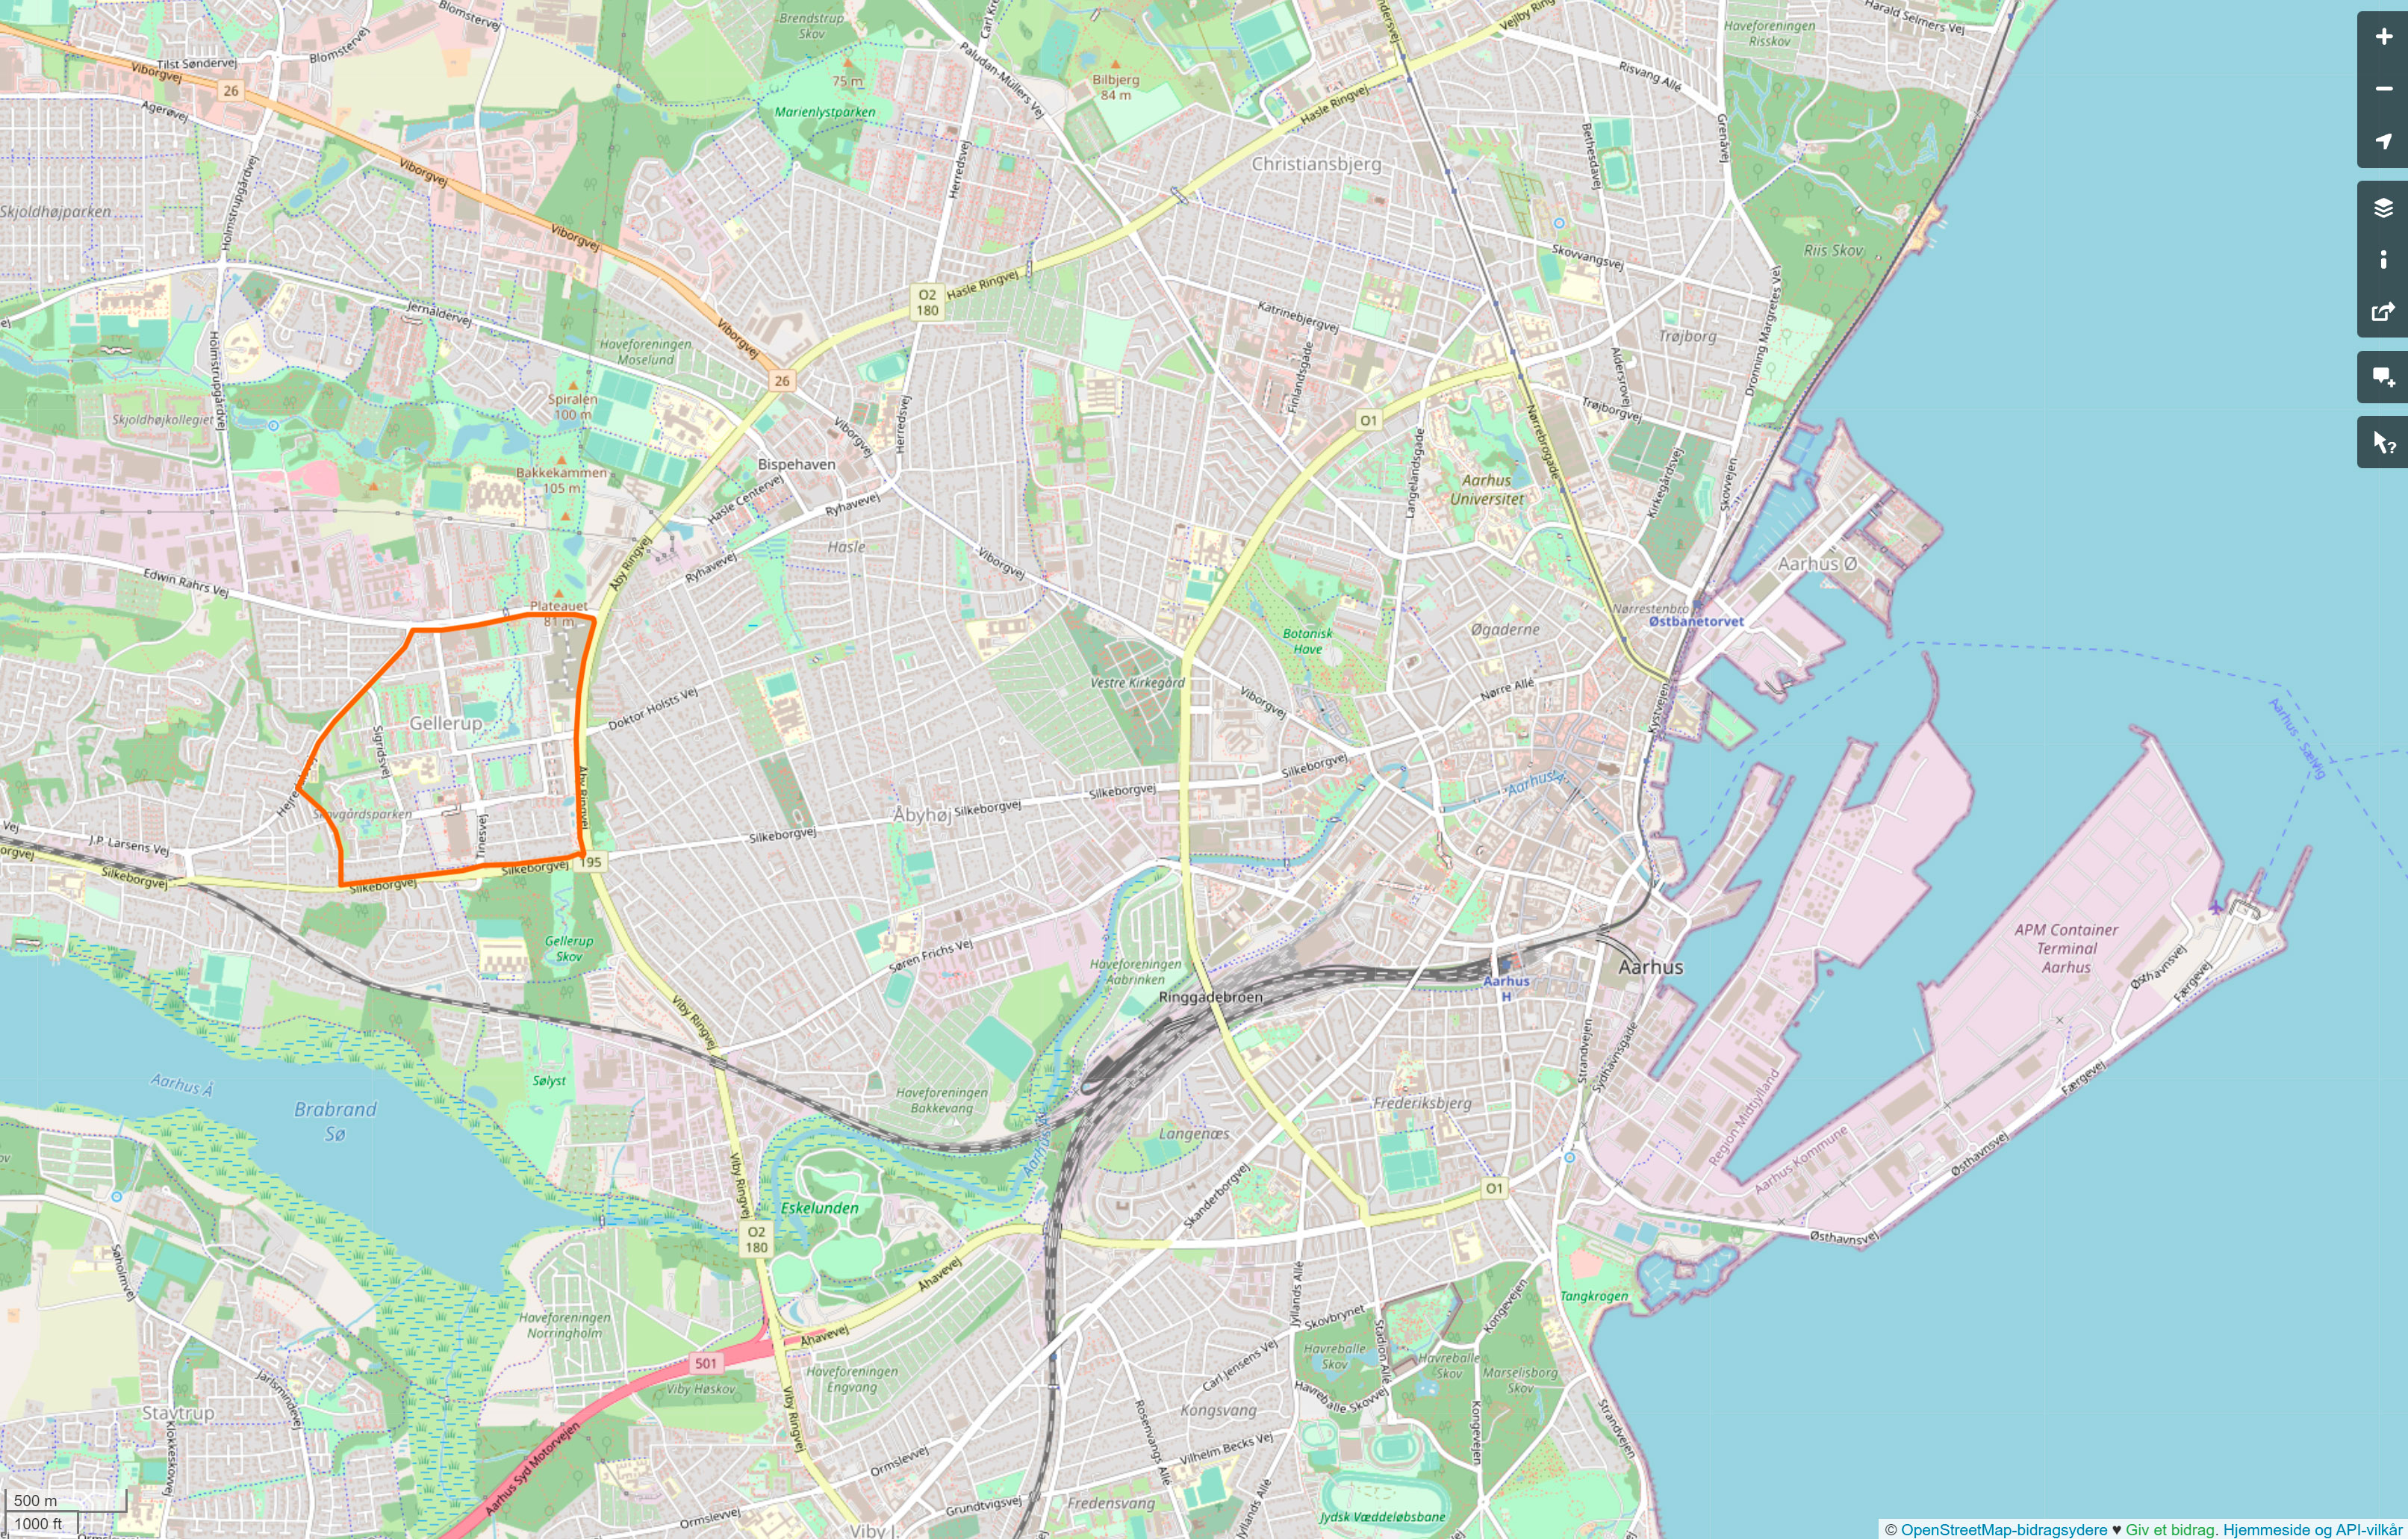 Brendstrup
Skov
Haveforeningen
Risskov
Harald Selmers Vej
Blomstervej
Carl Kr
ndersvej
Vejlby Ring
Tilst Søndervej
Blomstervej
Viborgvej
26
Paludan-Müllers Vej
75 m
Bilbjerg
84 m
Risvang Allé
Agerøvej
Marienlystparken
Hasle Ringvej
Grenåvej
Viborgvej
Holmstrupgårdvej
Herredsvej
Christiansbjerg
Bethesdavej
Skjoldhøjparken
Viborgvej
Skovvangsvej
Riis Skov
Jernaldervej
O2
180
Hasle Ringvej
Katrinebjergvej
Dronning Margretes Vej
Trøjborg
Holmstrupgårdvej
Viborgvej
Haveforeningen
Moselund
26
Finlandsgade
Aldersrovej
Spiralen
100 m
Herredsvej
Skjoldhøjkollegiet
O1
Nørrebrogade
Trøjborgvej
Viborgvej
Langelandsgade
Bispehaven
Bakkekammen
105 m
Aarhus
Universitet
Kirkegårdsvej
Skovvejen
Hasle Centervej
Ryhavevej
Hasle
Åby Ringvej
Ryhavevej
Viborgvej
Aarhus Ø
Edwin Rahrs Vej
Plateauet
81 m
Nørrestenbro
Østbanetorvet
Øgaderne
Botanisk
Have
Vestre Kirkegård
Viborgvej
Nørre Allé
Kystvejen
Doktor Holsts Vej
Gellerup
Sigridsvej
Aarhus - Sælvig
Silkeborgvej
Åby Ringvej
Aarhus Å
Silkeborgvej
Silkeborgvej
Åbyhøj
Skovgårdsparken
Tinesvej
Silkeborgvej
Vej
J.P. Larsens Vej
orgvej
195
Silkeborgvej
Silkeborgvej
Silkeborgvej
Gellerup
Skov
Søren Frichs Vej
Haveforeningen
Aabrinken
Aarhus
Aarhus
H
APM Container
Terminal
Aarhus
Østhavnsvej
Færgevej
Ringgadebroen
Viby Ringvej
Strandvejen
Sydhavnsgade
Aarhus Å
Sølyst
Brabrand
Sø
Haveforeningen
Bakkevang
Frederiksbjerg
Færgevej
Region Midtjylland
Langenæs
Aarhus Å
Aarhus Kommune
Østhavnsvej
Viby Ringvej
Skanderborgvej
O1
Eskelunden
O2
180
Østhavnsvej
Søholmvej
Åhavevej
Jyllands Allé
Kongevejen
Tangkrogen
Haveforeningen
Norringholm
Skovbrynet
Åhavevej
Stadion Allé
501
Haveforeningen
Engvang
Carl Jensens Vej
Havreballe
Skov
Havreballe
Skov
Marselisborg
Skov
Jarlsmindevej
Viby Høskov
Havreballe Skovvej
Stavtrup
Klokkeskovvej
Viby Ringvej
Rosenvangs Allé
Kongsvang
Kongevejen
Strandvejen
Aarhus Syd Motorvejen
Ormslevvej
Vilhelm Becks Vej
Jyllands Allé
Grundtvigsvej
Fredensvang
Ormslevvej
Viby J.
Jydsk Væddeløbsbane
500 m
1000 ft
© OpenStreetMap-bidragsydere ♥ Giv et bidrag. Hjemmeside og API-vilkår